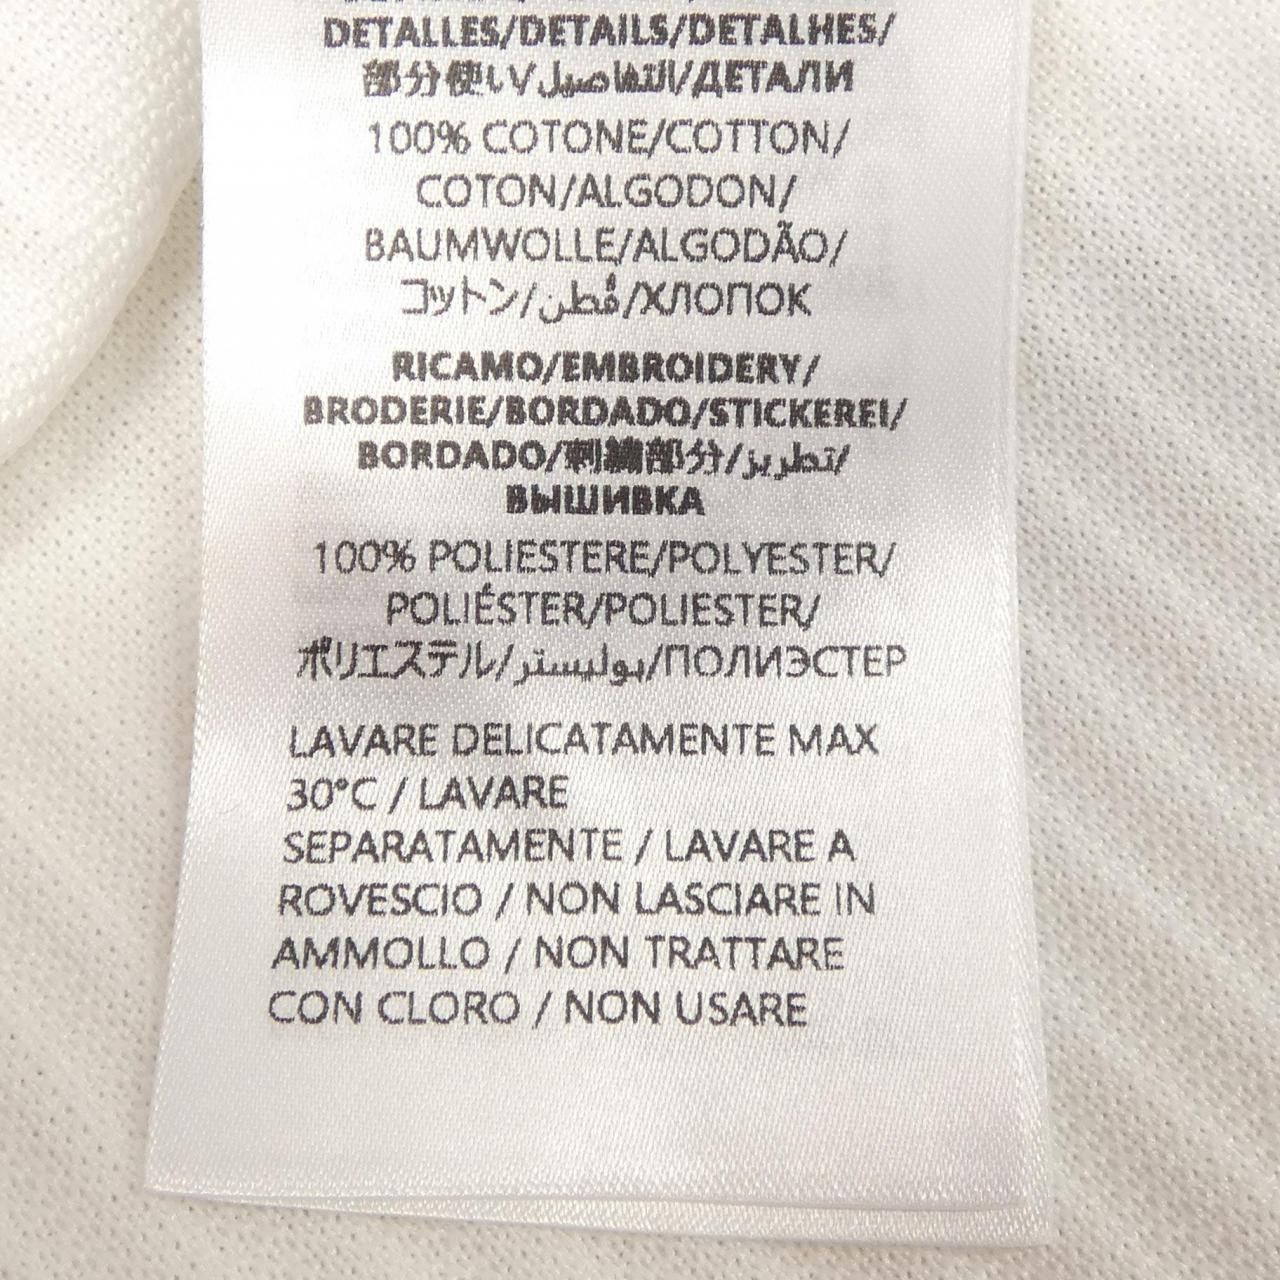 DETALLES/DETAILS/DETALHES/
部分使い/التفاصيل/ДЕТАЛИ
100% COTONE/COTTON/
COTON/ALGODON/
BAUMWOLLE/ALGODÃO/
コットン/قُطن/ХЛОПОК
RICAMO/EMBROIDERY/
BRODERIE/BORDADO/STICKEREI/
BORDADO/刺繍部分/تطريز/
ВЫШИВКА
100% POLIESTERE/POLYESTER/
POLIÉSTER/POLIESTER/
ポリエステル/بوليستر/ПОЛИЭСТЕР
LAVARE DELICATAMENTE MAX
30°C / LAVARE
SEPARATAMENTE / LAVARE A
ROVESCIO / NON LASCIARE IN
AMMOLLO / NON TRATTARE
CON CLORO / NON USARE